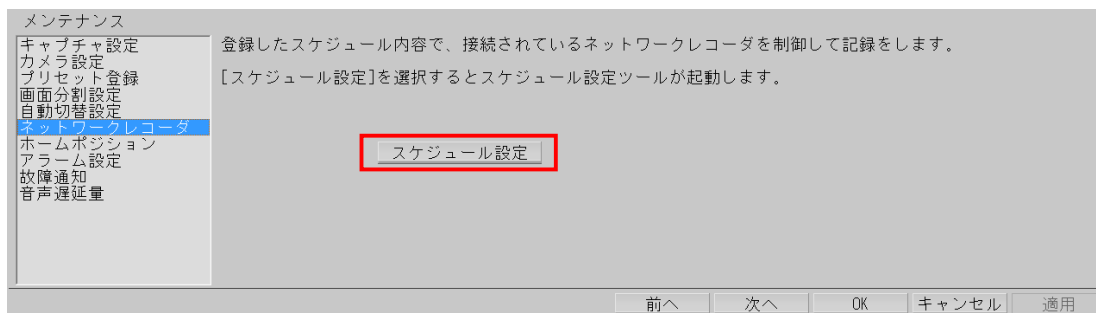 メンテナンス
キャプチャ設定
カメラ設定
プリセット登録
画面分割設定
自動切替設定
ネットワークレコーダ
ホームポジション
アラーム設定
故障通知
音声遅延量
登録したスケジュール内容で、接続されているネットワークレコーダを制御して記録をします。
[スケジュール設定]を選択するとスケジュール設定ツールが起動します。
スケジュール設定
前へ 次へ OK キャンセル 適用